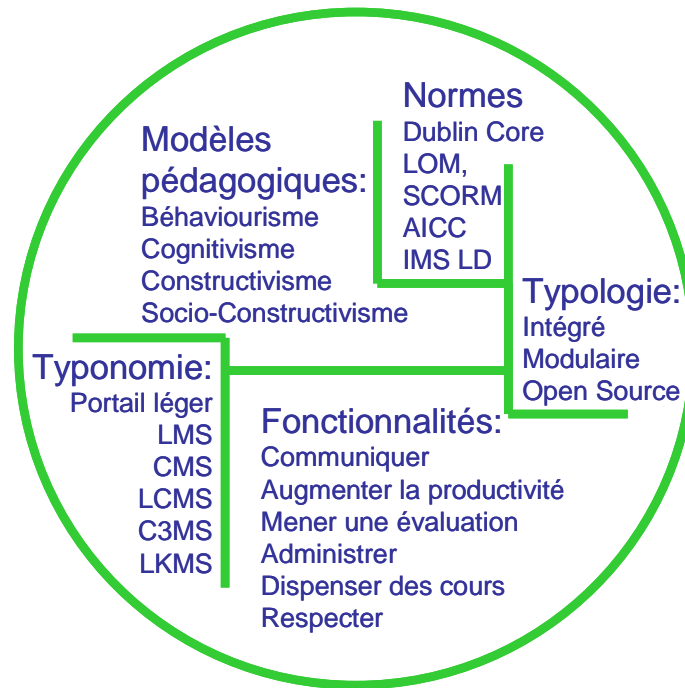 Modèles
pédagogiques:
Béhaviourisme
Cognitivisme
Constructivisme
Socio-Constructivisme
Normes
Dublin Core
LOM,
SCORM
AICC
IMS LD
Typologie:
Intégré
Modulaire
Open Source
Typonomie:
Portail léger
LMS
CMS
LCMS
C3MS
LKMS
Fonctionnalités:
Communiquer
Augmenter la productivité
Mener une évaluation
Administrer
Dispenser des cours
Respecter